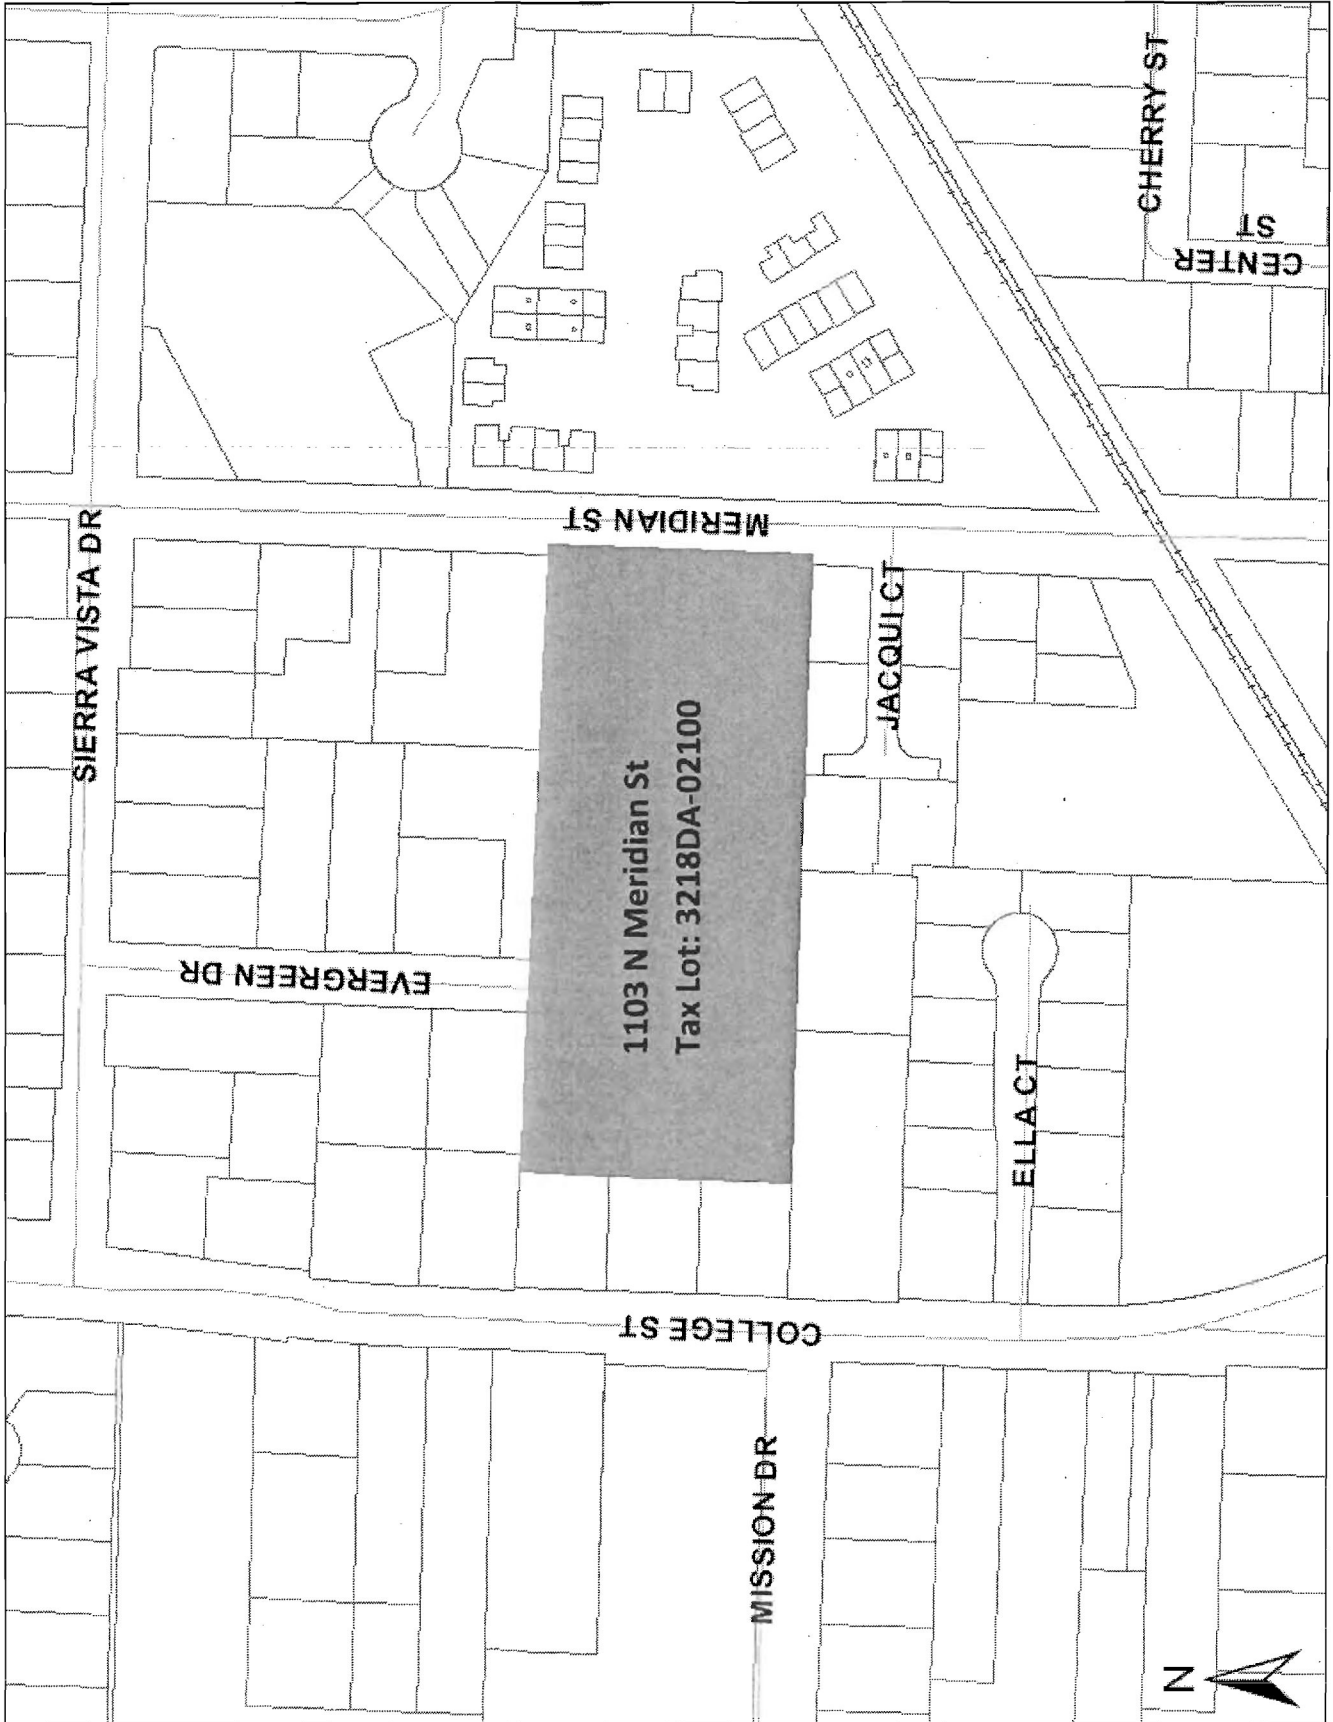 SIERRA VISTA DR
EVERGREEN DR
MERIDIAN ST
CHERRY ST
CENTER
ST
1103 N Meridian St
Tax Lot: 3218DA-02100
JACQUI CT
ELLA CT
COLLEGE ST
MISSION DR
N